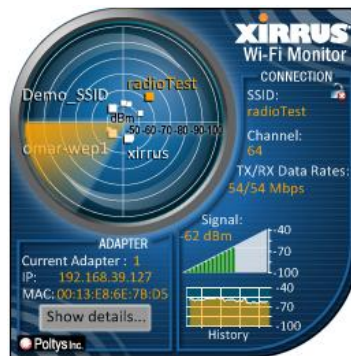 XIRRUS
Wi-Fi Monitor
radioTest
Demo_SSID
dBm
-50 -60 -70 -80 -90 -100
omar-wep1
xirrus
CONNECTION
SSID:
radioTest
Channel:
64
TX/RX Data Rates:
54/54 Mbps
Signal:
-62 dBm
-40
-70
-100
-40
-70
-100
History
ADAPTER
Current Adapter : 1
IP: 192.168.39.127
MAC: 00:13:E8:6E:7B:D5
Show details...
Poltys Inc.